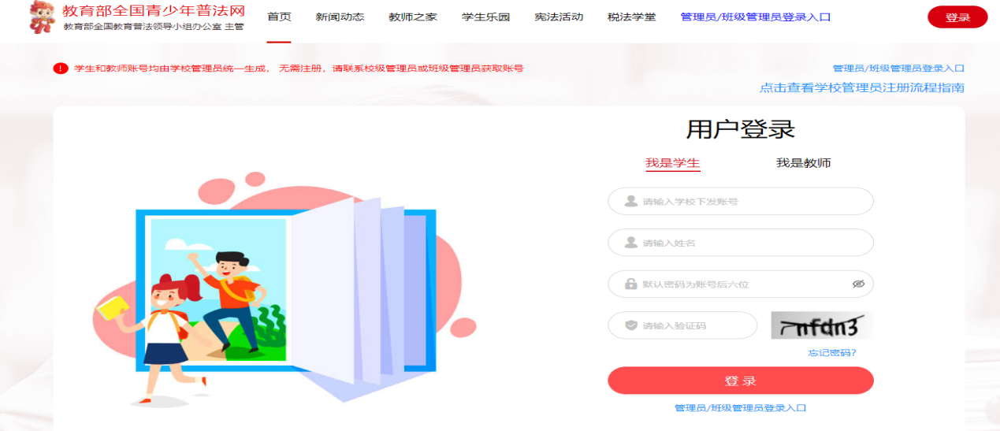 教育部全国青少年普法网
教育部全国教育普法领导小组办公室 主管
首页 新闻动态 教师之家 学生乐园 宪法活动 税法学堂 管理员/班级管理员登录入口 登录
! 学生和教师账号均由学校管理员统一生成，无需注册，请联系校级管理员或班级管理员获取账号
管理员/班级管理员登录入口
点击查看学校管理员注册流程指南
用户登录
我是学生 我是教师
请输入学校下发账号
请输入姓名
默认密码为账号后六位
请输入验证码 nfdn3
忘记密码?
登 录
管理员/班级管理员登录入口